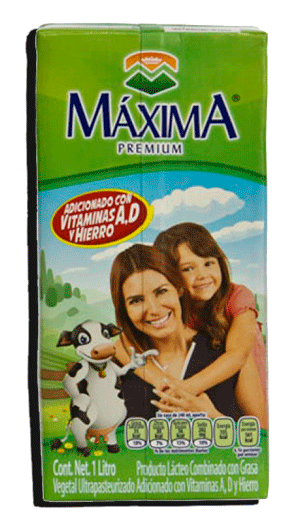 MÁXIMA®
PREMIUM
ADICIONADO CON
VITAMINAS A,D
Y HIERRO
Cont. Net. 1 Litro
Producto Lácteo Combinado con Grasa
Vegetal Ultrapasteurizado Adicionado con Vitaminas A, D y Hierro